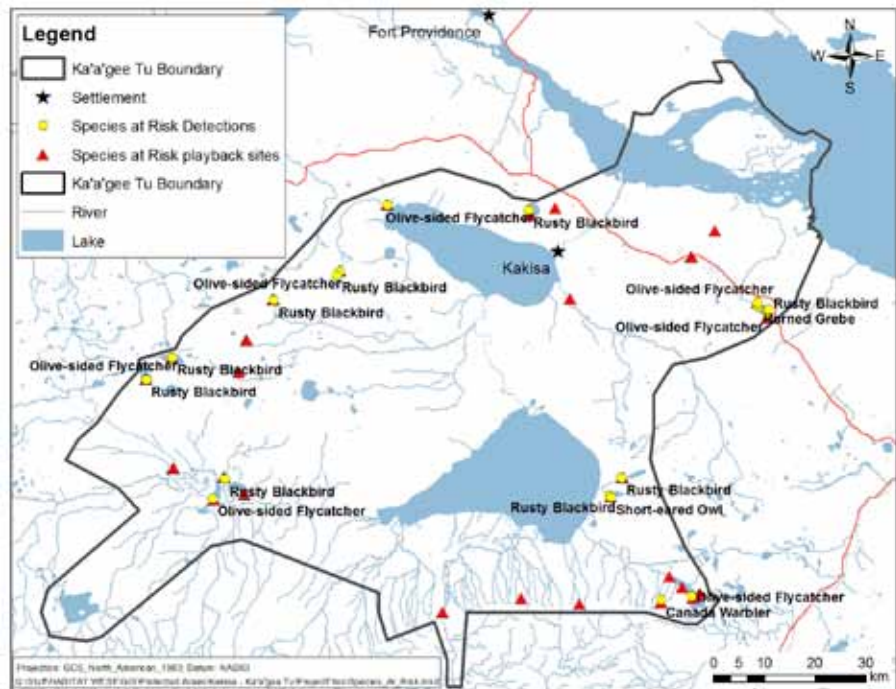 Legend
Ka'a'gee Tu Boundary
Settlement
Species at Risk Detections
Species at Risk playback sites
Ka'a'gee Tu Boundary
River
Lake
Fort Providence
N
W E
S
Olive-sided Flycatcher
Rusty Blackbird
Kakisa
Olive-sided Flycatcher
Rusty Blackbird
Rusty Blackbird
Olive-sided Flycatcher
Rusty Blackbird
Horned Grebe
Olive-sided Flycatcher
Olive-sided Flycatcher
Rusty Blackbird
Rusty Blackbird
Rusty Blackbird
Olive-sided Flycatcher
Rusty Blackbird
Rusty Blackbird
Short-eared Owl
Olive-sided Flycatcher
Canada Warbler
0 5 10 20 30
km
Projection: GCS_North_American_1983; Datum: NAD83